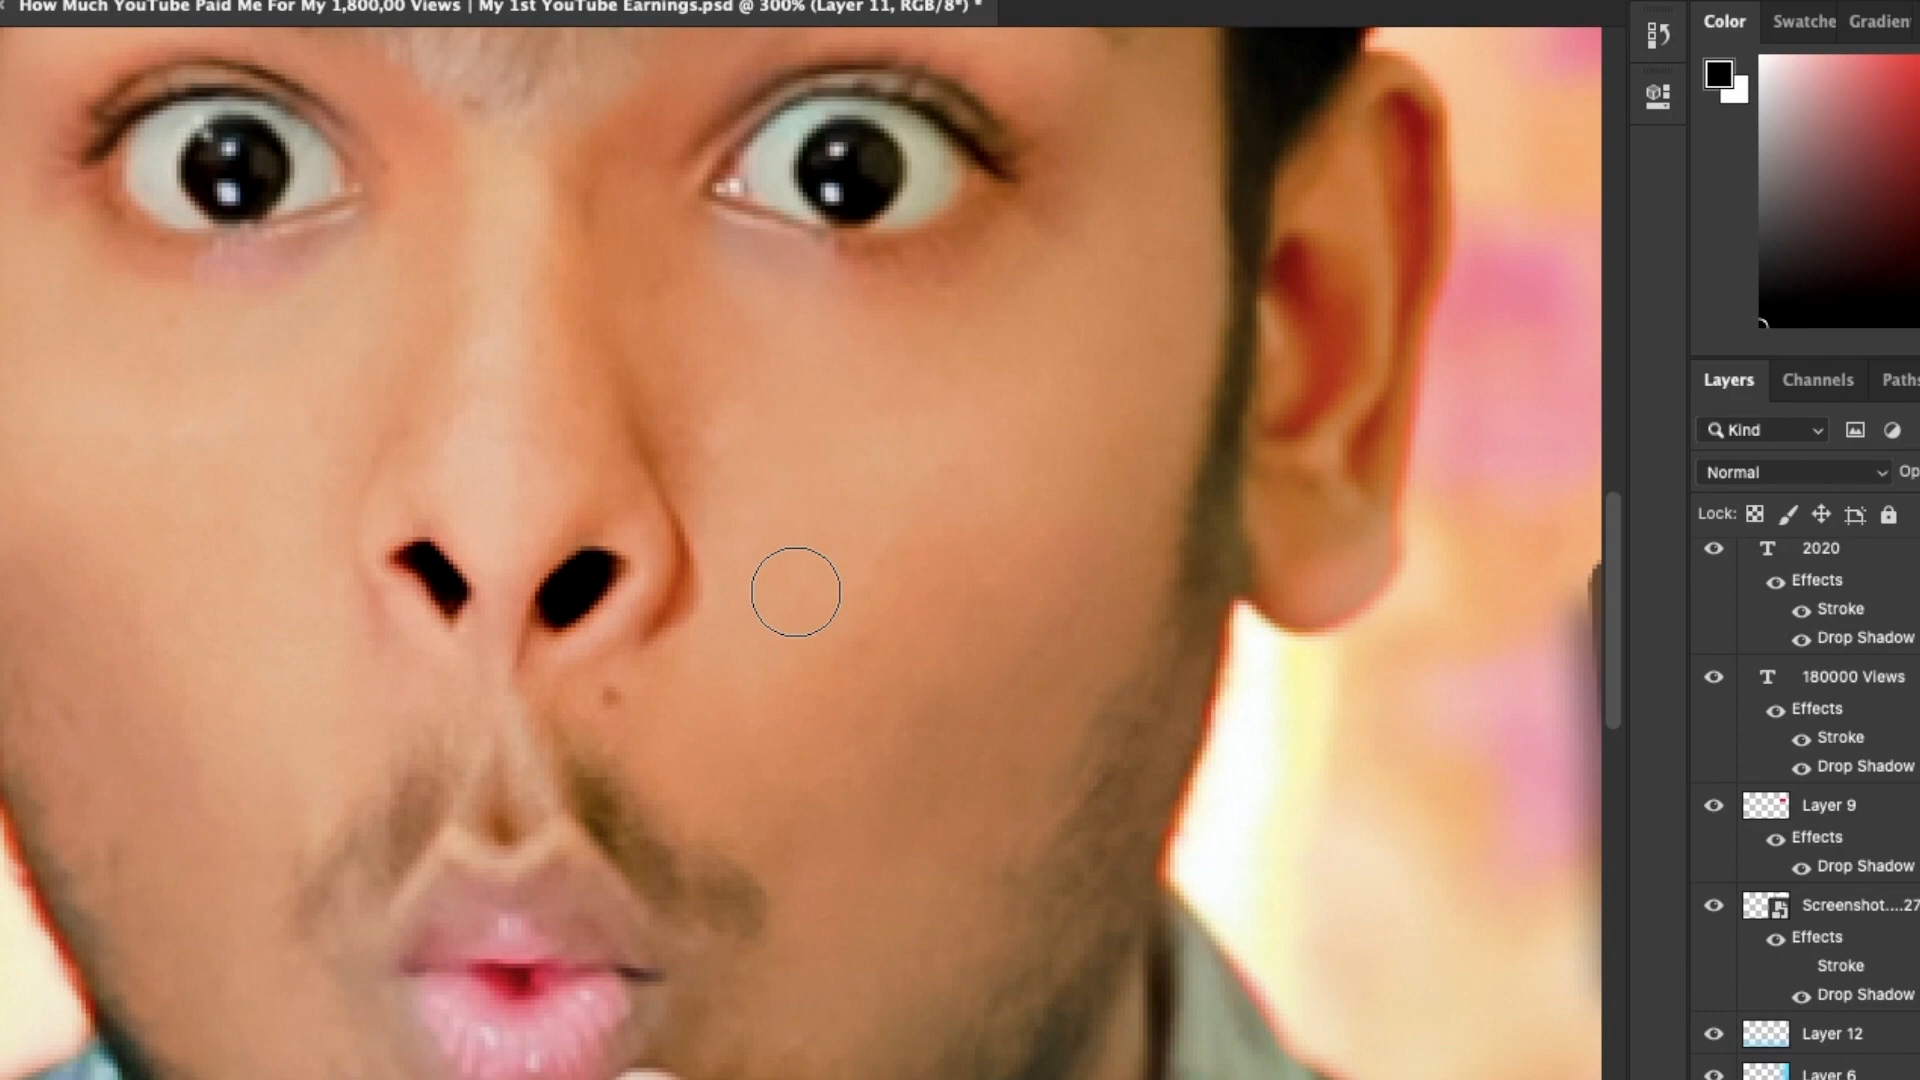 How Much YouTube Paid Me For My 1,800,00 Views | My 1st YouTube Earnings.psd @ 300% (Layer 11, RGB/8*) *
Color Swatche Gradien
Layers Channels Paths
Kind
Normal Op
Lock:
T 2020
Effects
Stroke
Drop Shadow
T 180000 Views
Effects
Stroke
Drop Shadow
Layer 9
Effects
Drop Shadow
Screenshot....27
Effects
Stroke
Drop Shadow
Layer 12
Layer 6